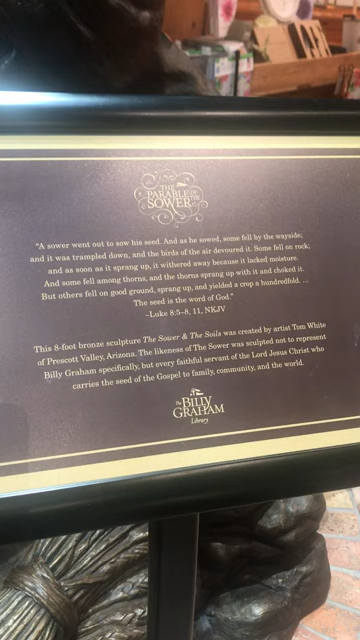 THE
PARABLE OF
THE
SOWER
"A sower went out to sow his seed. And as he sowed, some fell by the wayside;
and it was trampled down, and the birds of the air devoured it. Some fell on rock;
and as soon as it sprang up, it withered away because it lacked moisture.
And some fell among thorns, and the thorns sprang up with it and choked it.
But others fell on good ground, sprang up, and yielded a crop a hundredfold. ...
The seed is the word of God."
–Luke 8:5–8, 11, NKJV
This 8-foot bronze sculpture The Sower & The Soils was created by artist Tom White
of Prescott Valley, Arizona. The likeness of The Sower was sculpted not to represent
Billy Graham specifically, but every faithful servant of the Lord Jesus Christ who
carries the seed of the Gospel to family, community, and the world.
The BILLY
GRAHAM
Library